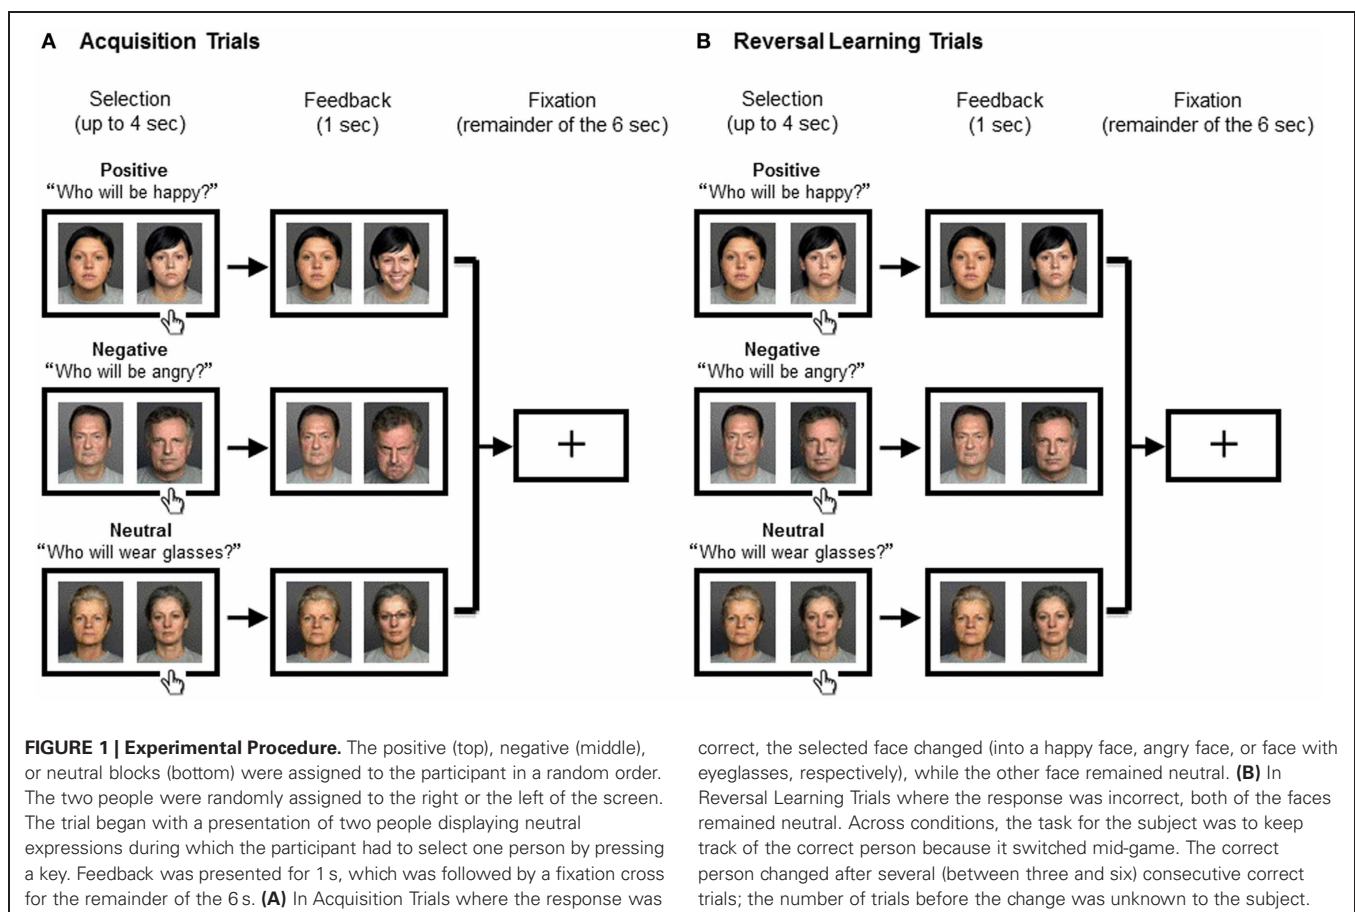 A Acquisition Trials
Selection
(up to 4 sec)
Feedback
(1 sec)
Fixation
(remainder of the 6 sec)
Positive
“Who will be happy?”
Negative
“Who will be angry?”
+
Neutral
“Who will wear glasses?”
B Reversal Learning Trials
Selection
(up to 4 sec)
Feedback
(1 sec)
Fixation
(remainder of the 6 sec)
Positive
“Who will be happy?”
Negative
“Who will be angry?”
+
Neutral
“Who will wear glasses?”
FIGURE 1 | Experimental Procedure. The positive (top), negative (middle),
or neutral blocks (bottom) were assigned to the participant in a random order.
The two people were randomly assigned to the right or the left of the screen.
The trial began with a presentation of two people displaying neutral
expressions during which the participant had to select one person by pressing
a key. Feedback was presented for 1 s, which was followed by a fixation cross
for the remainder of the 6 s. (A) In Acquisition Trials where the response was
correct, the selected face changed (into a happy face, angry face, or face with
eyeglasses, respectively), while the other face remained neutral. (B) In
Reversal Learning Trials where the response was incorrect, both of the faces
remained neutral. Across conditions, the task for the subject was to keep
track of the correct person because it switched mid-game. The correct
person changed after several (between three and six) consecutive correct
trials; the number of trials before the change was unknown to the subject.